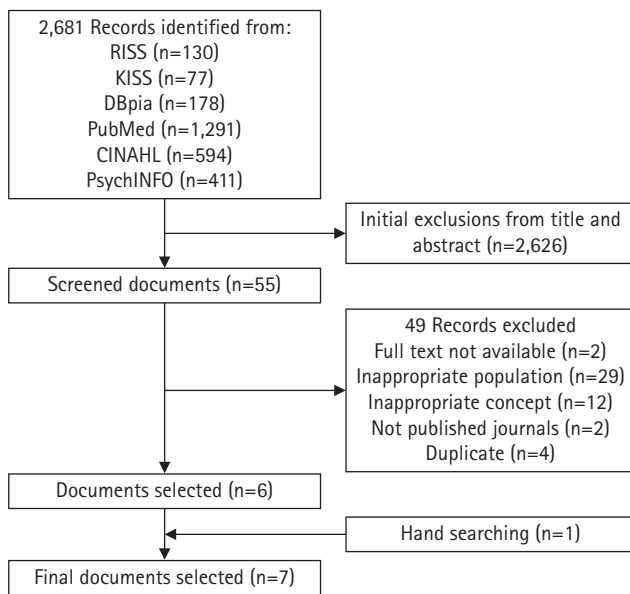 2,681 Records identified from:
RISS (n=130)
KISS (n=77)
DBpia (n=178)
PubMed (n=1,291)
CINAHL (n=594)
PsychINFO (n=411)
Initial exclusions from title and
abstract (n=2,626)
Screened documents (n=55)
49 Records excluded
Full text not available (n=2)
Inappropriate population (n=29)
Inappropriate concept (n=12)
Not published journals (n=2)
Duplicate (n=4)
Documents selected (n=6)
Hand searching (n=1)
Final documents selected (n=7)